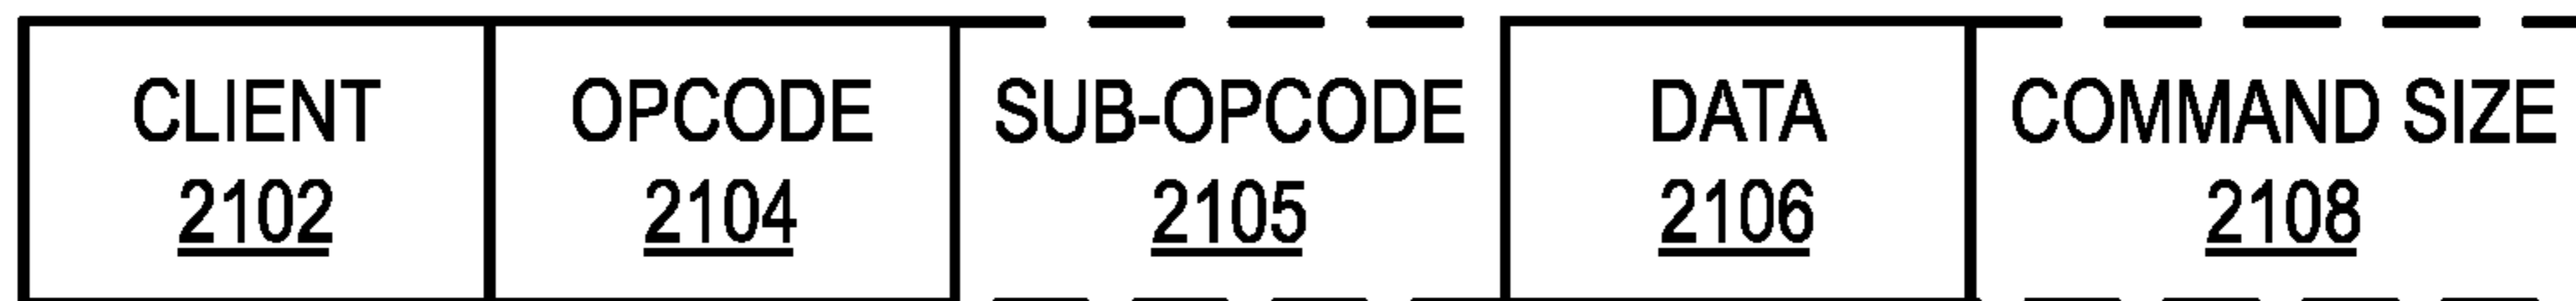 CLIENT OPCODE SUB-OPCODE DATA COMMAND SIZE
2102 2104 2105 2106 2108